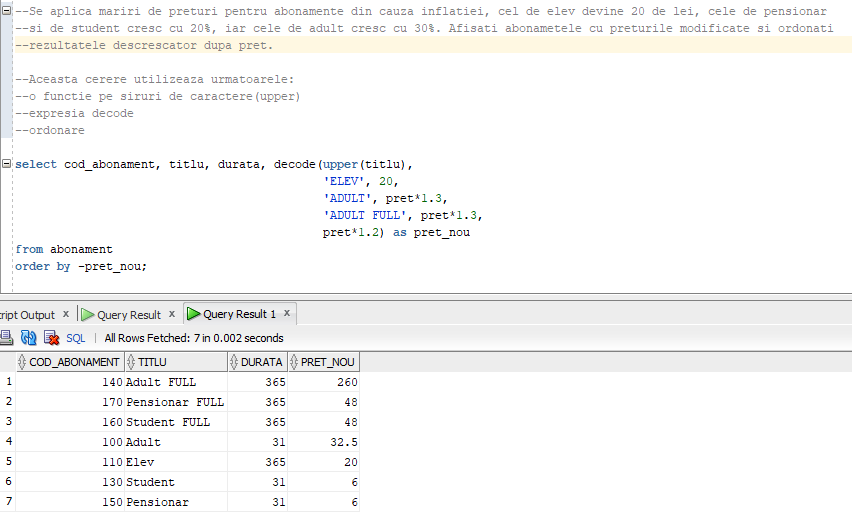 --Se aplica mariri de preturi pentru abonamente din cauza inflatiei, cel de elev devine 20 de lei, cele de pensionar
--si de student cresc cu 20%, iar cele de adult cresc cu 30%. Afisati abonametele cu preturile modificate si ordonati
--rezultatele descrescator dupa pret.
--Aceasta cerere utilizeaza urmatoarele:
--o functie pe siruri de caractere(upper)
--expresia decode
--ordonare
select cod_abonament, titlu, durata, decode(upper(titlu),
'ELEV', 20,
'ADULT', pret*1.3,
'ADULT FULL', pret*1.3,
pret*1.2) as pret_nou
from abonament
order by -pret_nou;
ript Output x Query Result x Query Result 1 x
SQL | All Rows Fetched: 7 in 0.002 seconds
COD_ABONAMENT TITLU DURATA PRET_NOU
1 140 Adult FULL 365 260
2 170 Pensionar FULL 365 48
3 160 Student FULL 365 48
4 100 Adult 31 32.5
5 110 Elev 365 20
6 130 Student 31 6
7 150 Pensionar 31 6